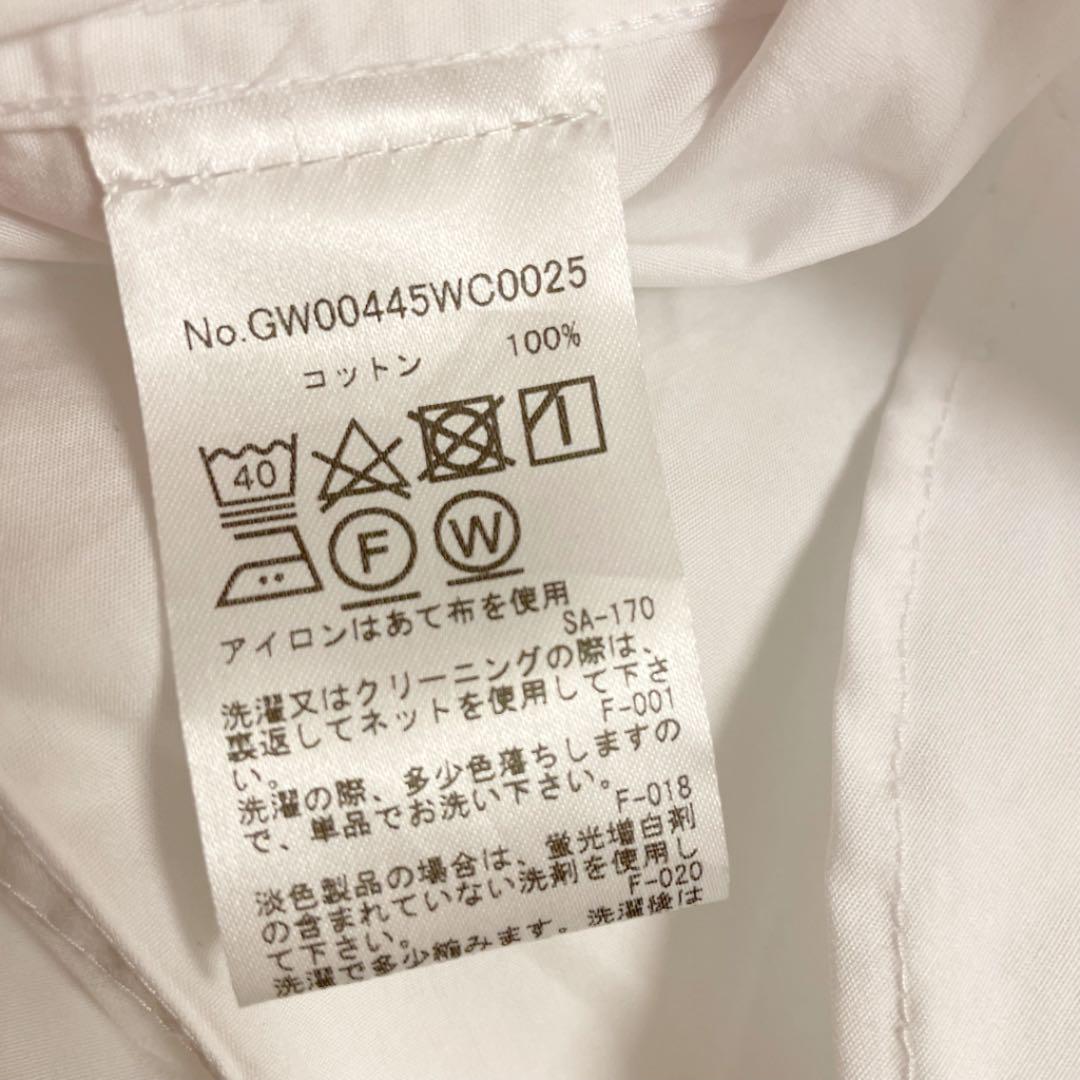 No.GW00445WC0025
コットン 100%
40
F W
アイロンはあて布を使用
SA-170
洗濯又はクリーニングの際は、
裏返してネットを使用して下さ
い。
F-001
洗濯の際、多少色落ちしますの
で、単品でお洗い下さい。
F-018
淡色製品の場合は、蛍光増白剤
の含まれていない洗剤を使用し
て下さい。
F-020
洗濯で多少縮みます。洗濯後は